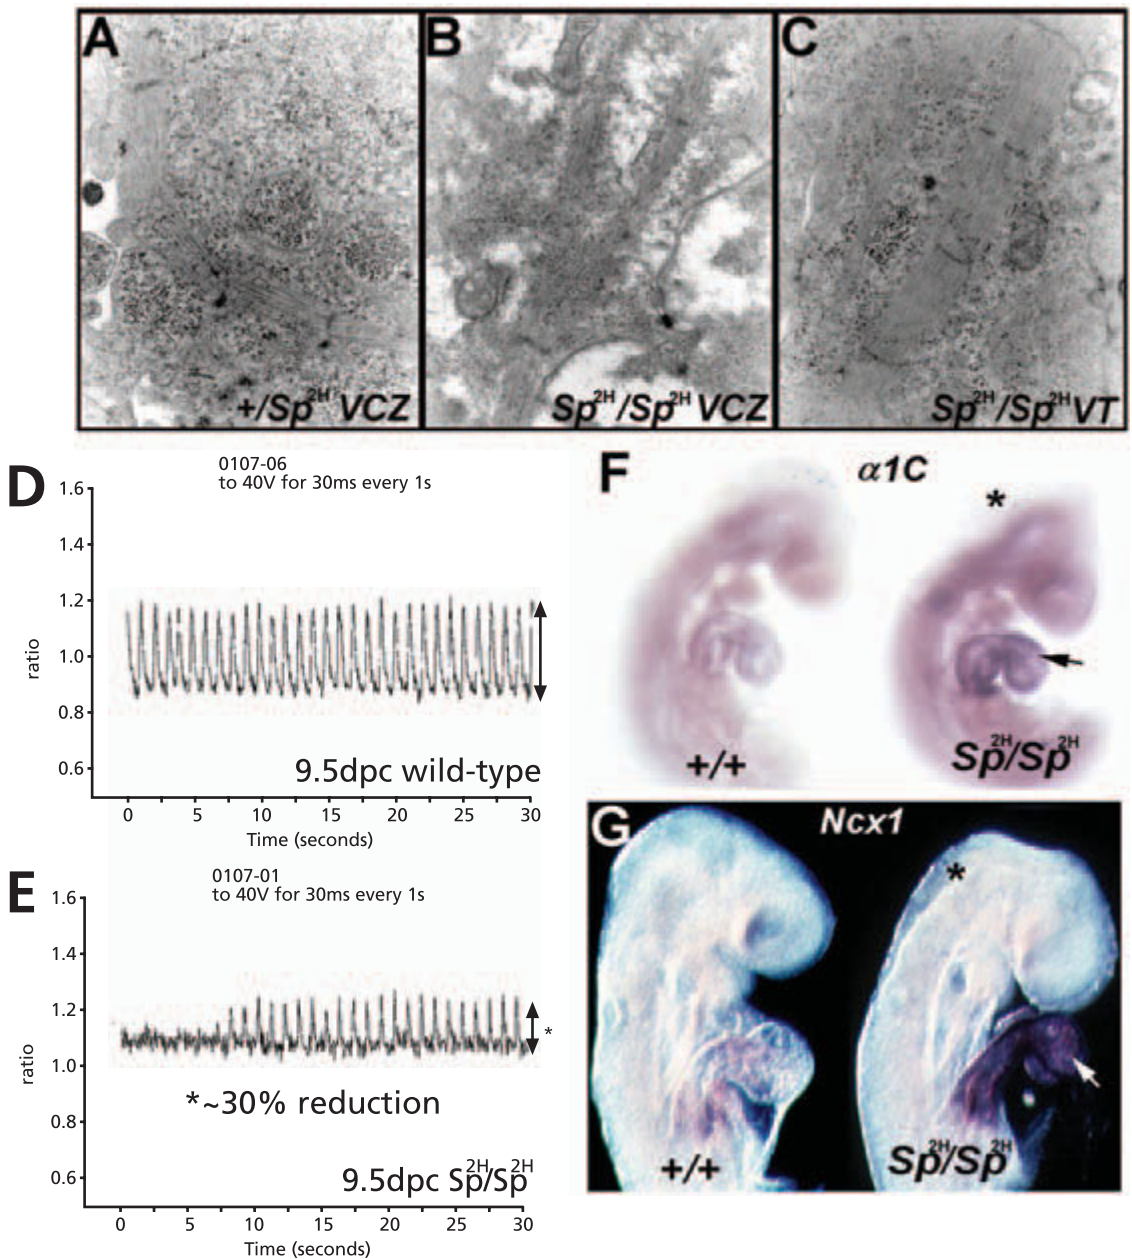 A
B
C
+/Sp2H VCZ
Sp2H/Sp2H VCZ
Sp2H/Sp2H VT
D
0107-06
to 40V for 30ms every 1s
1.6
1.4
1.2
1.0
0.8
0.6
ratio
9.5dpc wild-type
0 5 10 15 20 25 30
Time (seconds)
E
0107-01
to 40V for 30ms every 1s
1.6
1.4
1.2
1.0
0.8
0.6
ratio
*
*~30% reduction
9.5dpc Sp2H/Sp2H
0 5 10 15 20 25 30
Time (seconds)
F
α1C
*
+/+
Sp2H/Sp2H
G
Ncx1
*
+/+
Sp2H/Sp2H